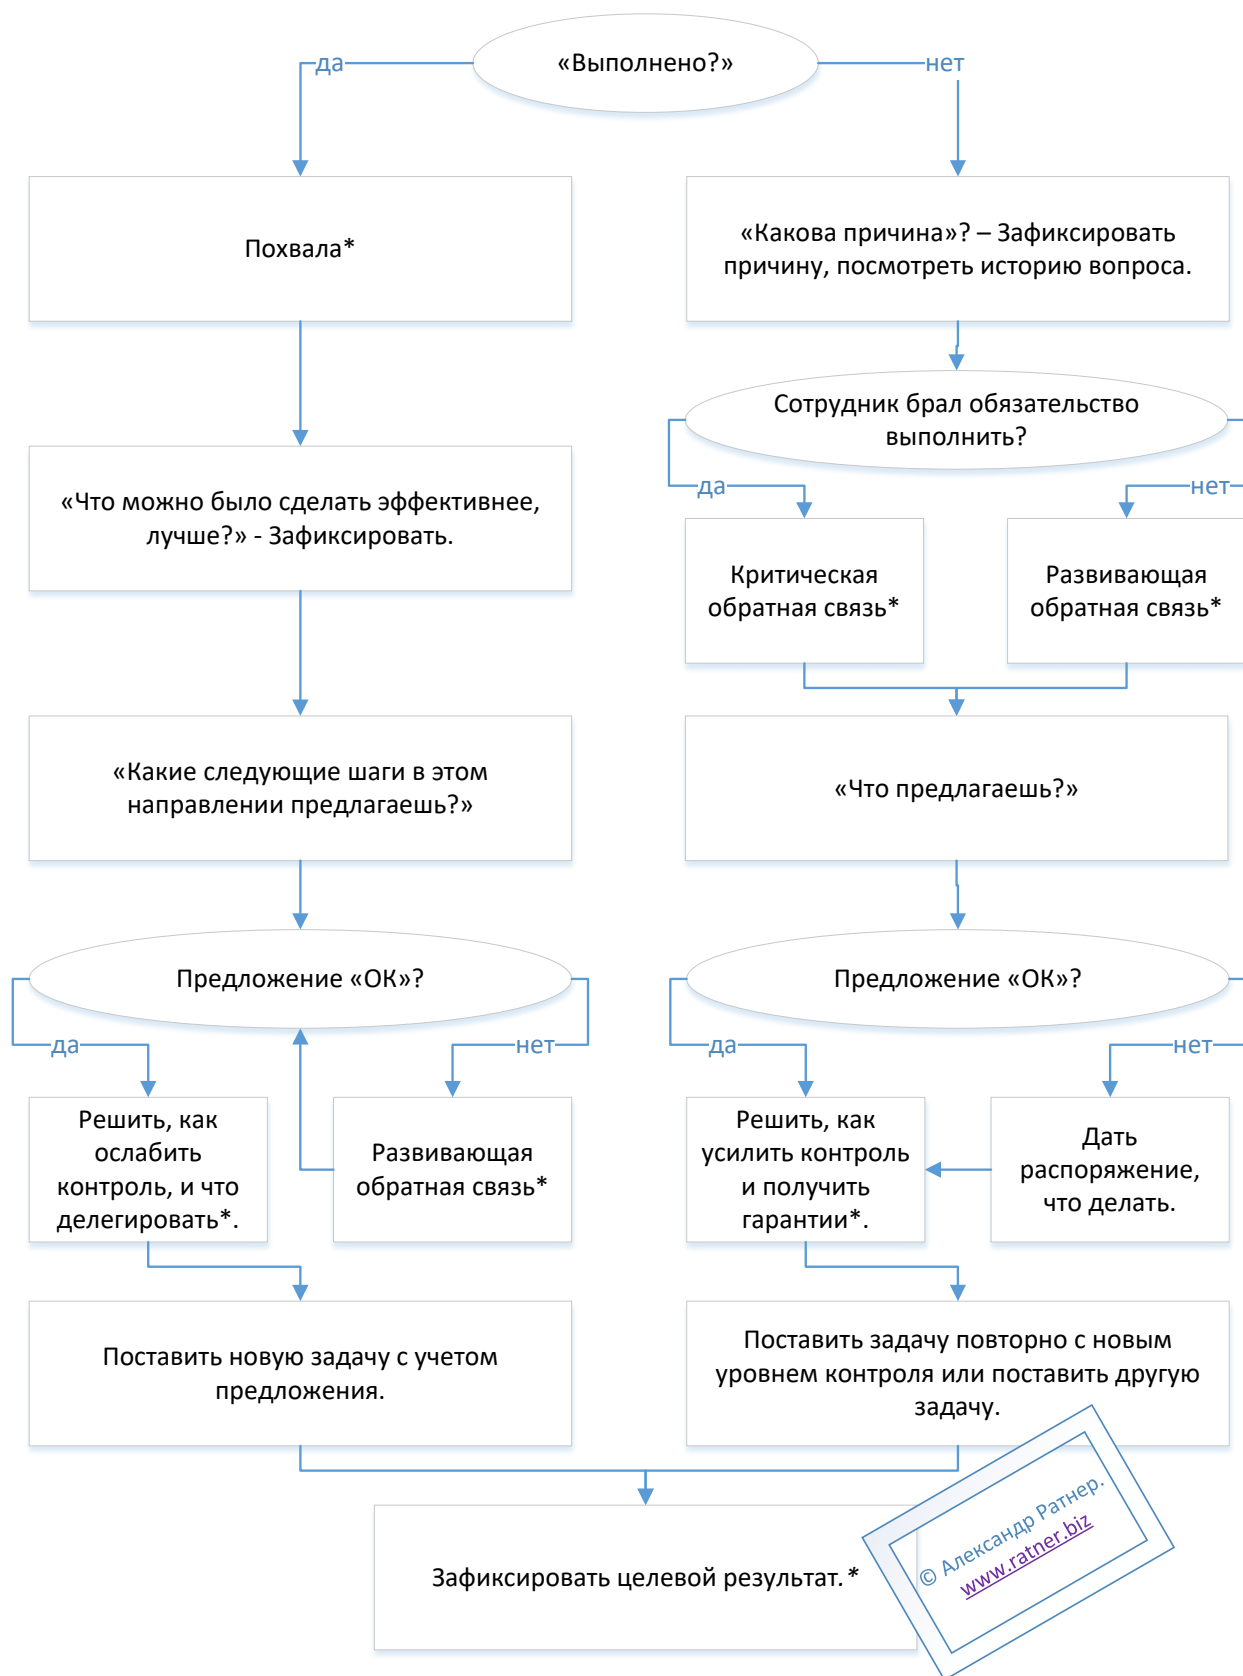 «Выполнено?»
да
нет
Похвала*
«Какова причина»? – Зафиксировать
причину, посмотреть историю вопроса.
Сотрудник брал обязательство
выполнить?
да
нет
«Что можно было сделать эффективнее,
лучше?» - Зафиксировать.
Критическая
обратная связь*
Развивающая
обратная связь*
«Какие следующие шаги в этом
направлении предлагаешь?»
«Что предлагаешь?»
Предложение «ОК»?
Предложение «ОК»?
да
нет
да
нет
Решить, как
ослабить
контроль, и что
делегировать*.
Развивающая
обратная связь*
Решить, как
усилить контроль
и получить
гарантии*.
Дать
распоряжение,
что делать.
Поставить новую задачу с учетом
предложения.
Поставить задачу повторно с новым
уровнем контроля или поставить другую
задачу.
Зафиксировать целевой результат.*
© Александр Ратнер.
www.ratner.biz